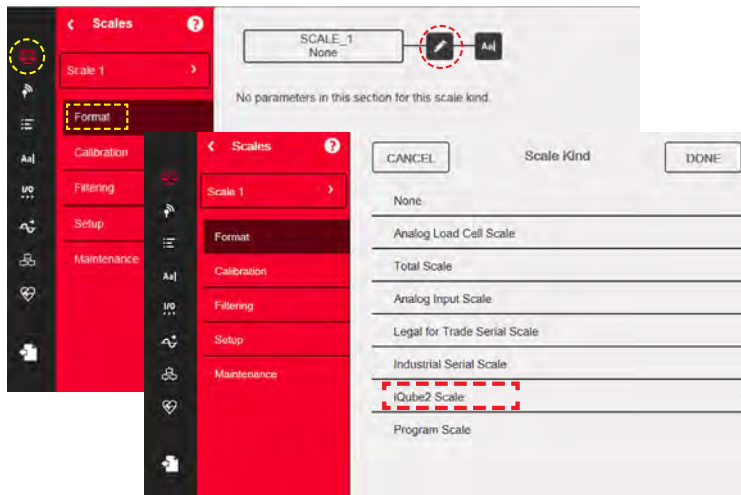 Scales
?
Scale 1
Format
Calibration
Filtering
Setup
Maintenance
Aa|
I/O
SCALE_1
None
Aa|
No parameters in this section for this scale kind.
Scales
?
Scale 1
Format
Calibration
Filtering
Setup
Maintenance
Aa|
I/O
CANCEL
Scale Kind
DONE
None
Analog Load Cell Scale
Total Scale
Analog Input Scale
Legal for Trade Serial Scale
Industrial Serial Scale
iQube2 Scale
Program Scale